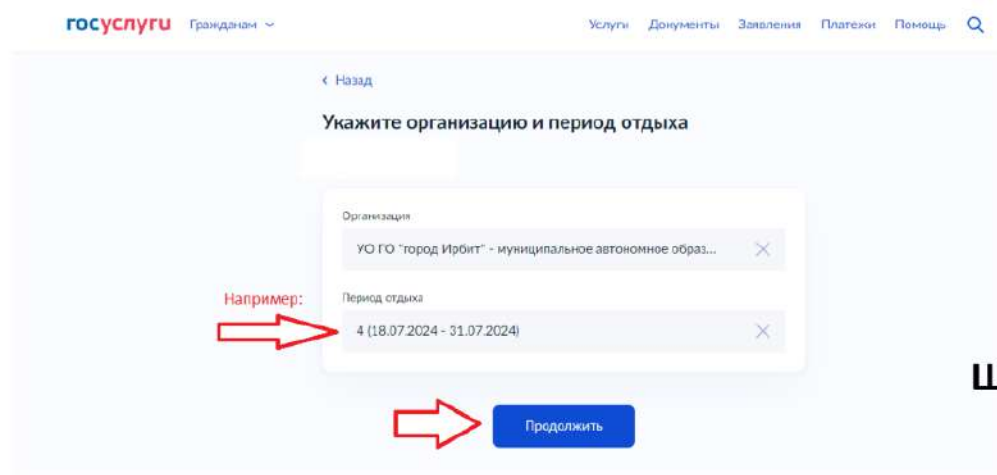 госуслуги Гражданам Услуги Документы Заявления Платежи Помощь
Назад
Укажите организацию и период отдыха
Организация
УО ГО "город Ирбит" - муниципальное автономное образ...
Например:
Период отдыха
4 (18.07.2024 - 31.07.2024)
Продолжить